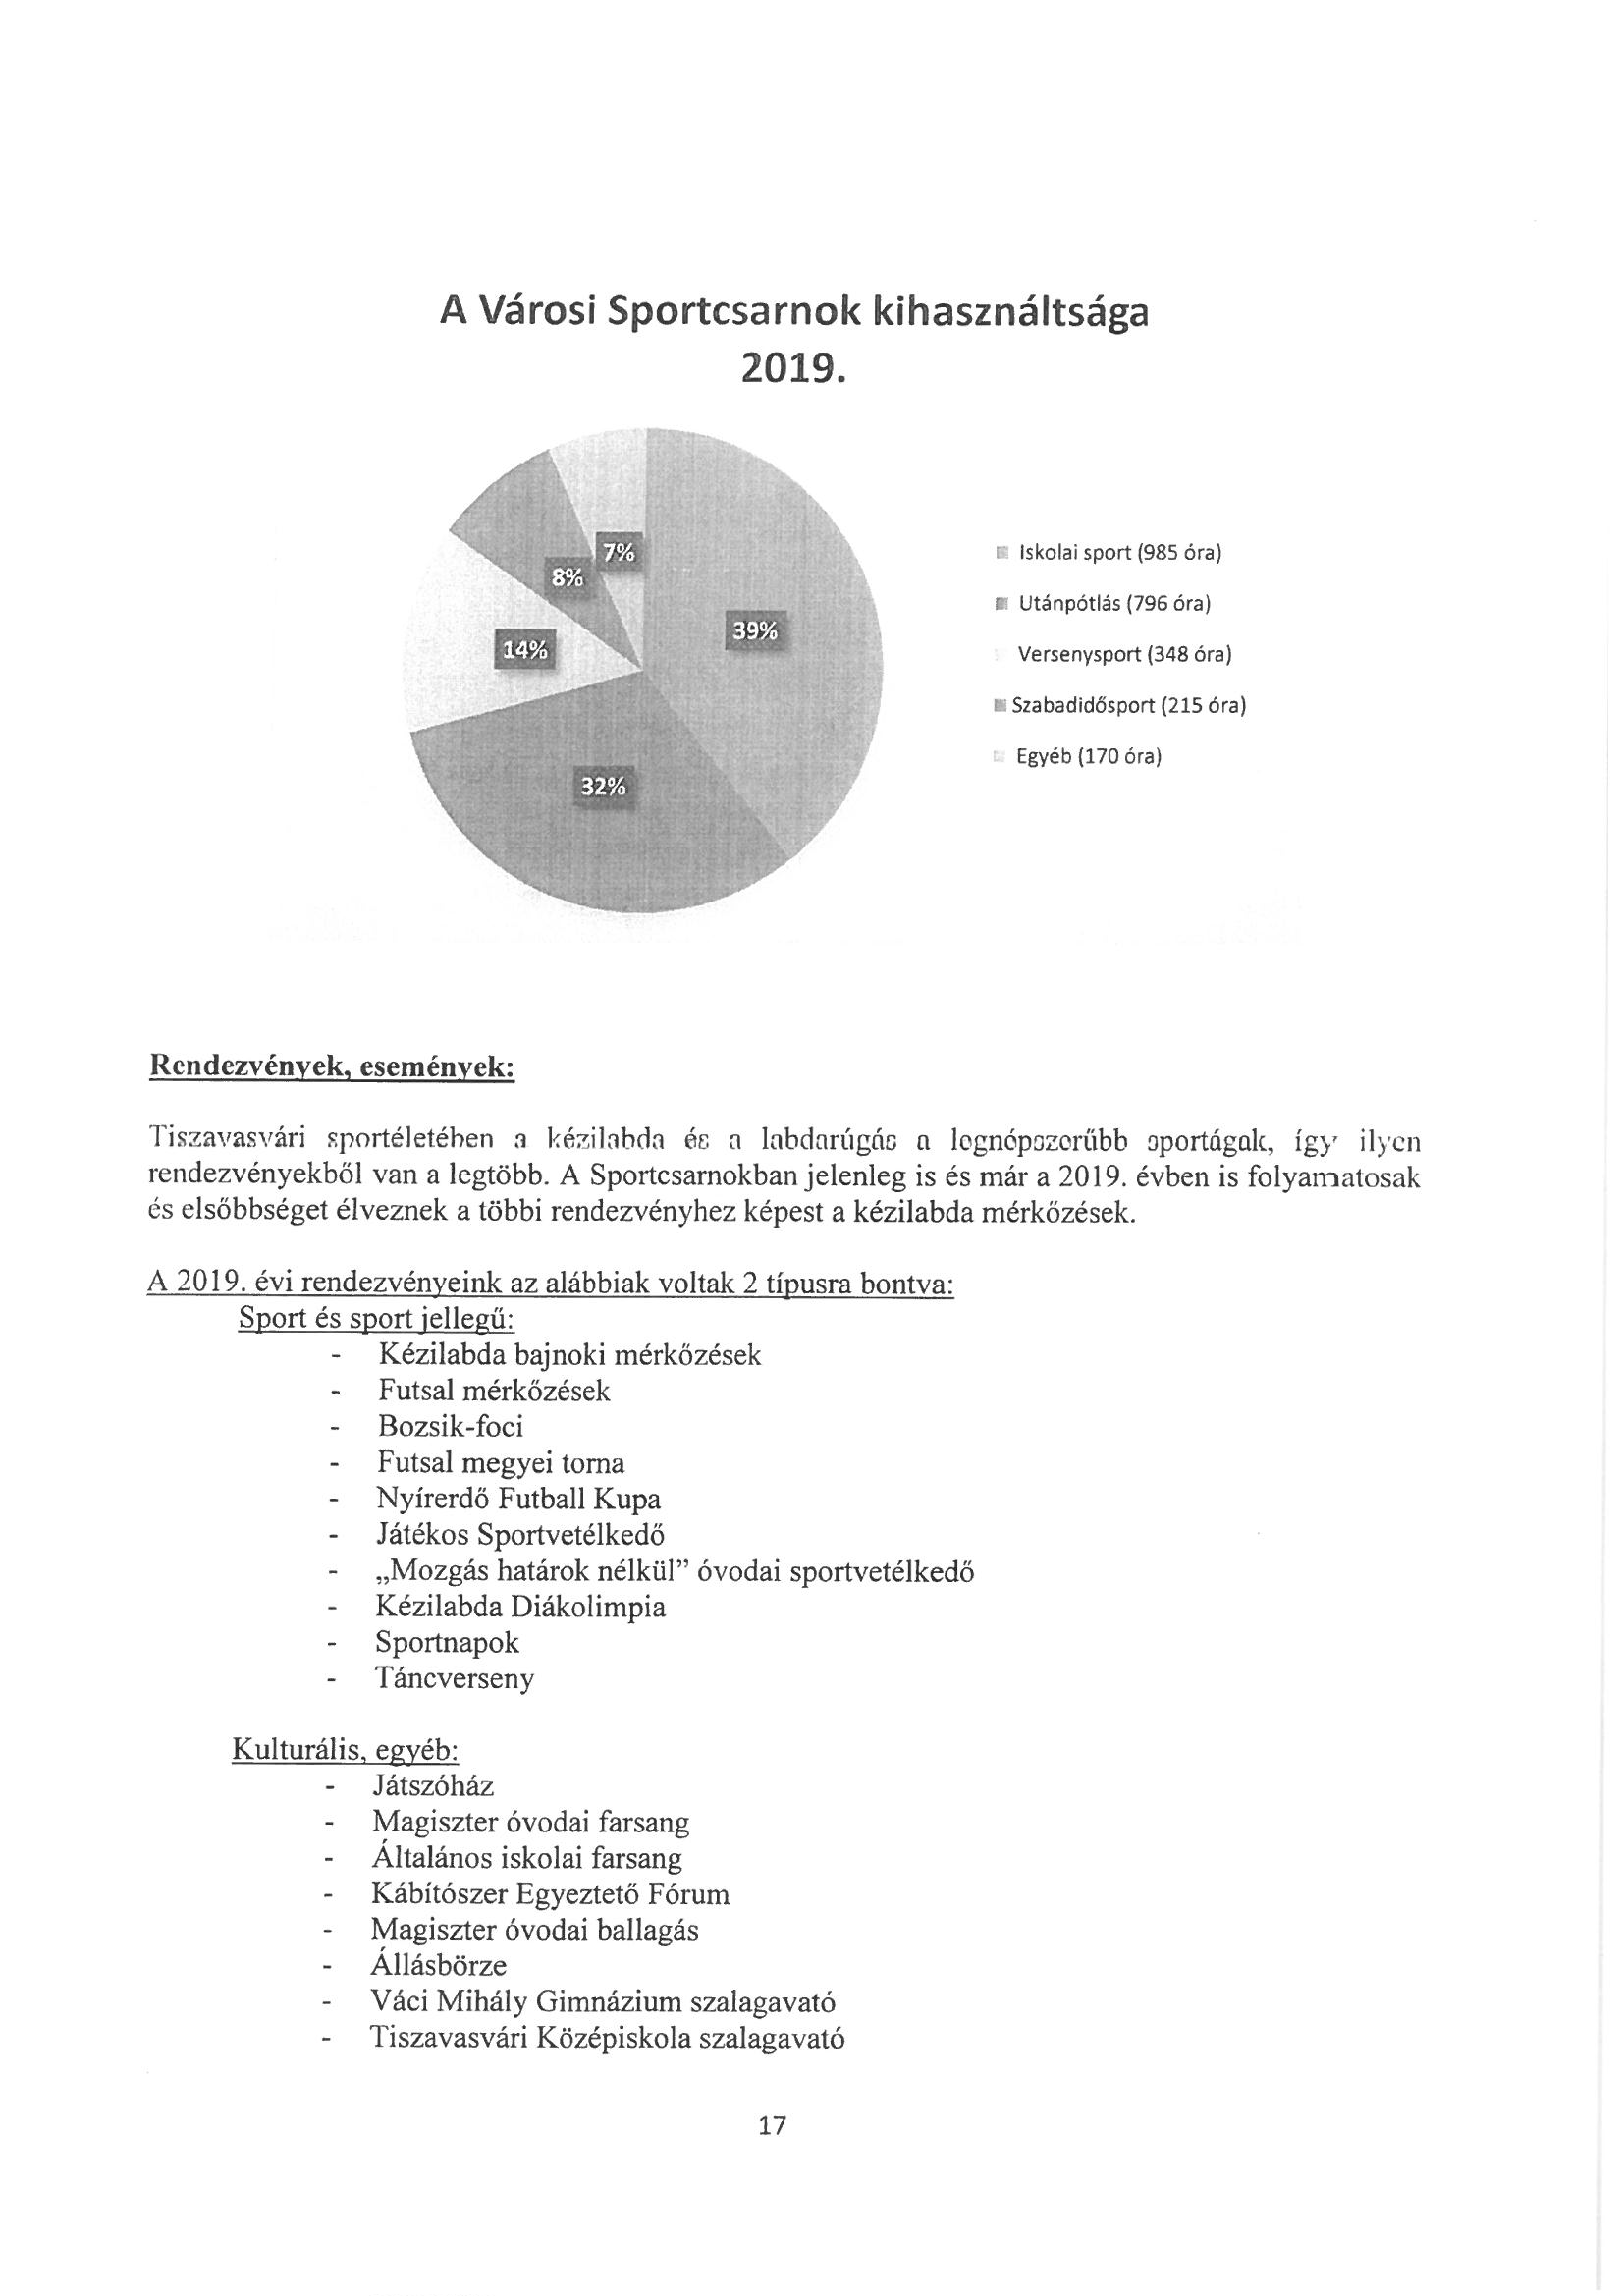 A Városi Sportcsarnok kihasználtsága
2019.
7%
8%
39%
14%
32%
Iskolai sport (985 óra)
Utánpótlás (796 óra)
Versenysport (348 óra)
Szabadidősport (215 óra)
Egyéb (170 óra)
Rendezvények, események:
Tiszavasvári sportéletében a kézilabda és a labdarúgás a legnépszerűbb sportágak, így ilyen
rendezvényekből van a legtöbb. A Sportcsarnokban jelenleg is és már a 2019. évben is folyamatosak
és elsőbbséget élveznek a többi rendezvényhez képest a kézilabda mérkőzések.
A 2019. évi rendezvényeink az alábbiak voltak 2 típusra bontva:
Sport és sport jellegű:
- Kézilabda bajnoki mérkőzések
- Futsal mérkőzések
- Bozsik-foci
- Futsal megyei torna
- Nyírerdő Futball Kupa
- Játékos Sportvetélkedő
- „Mozgás határok nélkül” óvodai sportvetélkedő
- Kézilabda Diákolimpia
- Sportnapok
- Táncverseny
Kulturális, egyéb:
- Játszóház
- Magiszter óvodai farsang
- Általános iskolai farsang
- Kábítószer Egyeztető Fórum
- Magiszter óvodai ballagás
- Állásbörze
- Váci Mihály Gimnázium szalagavató
- Tiszavasvári Középiskola szalagavató
17